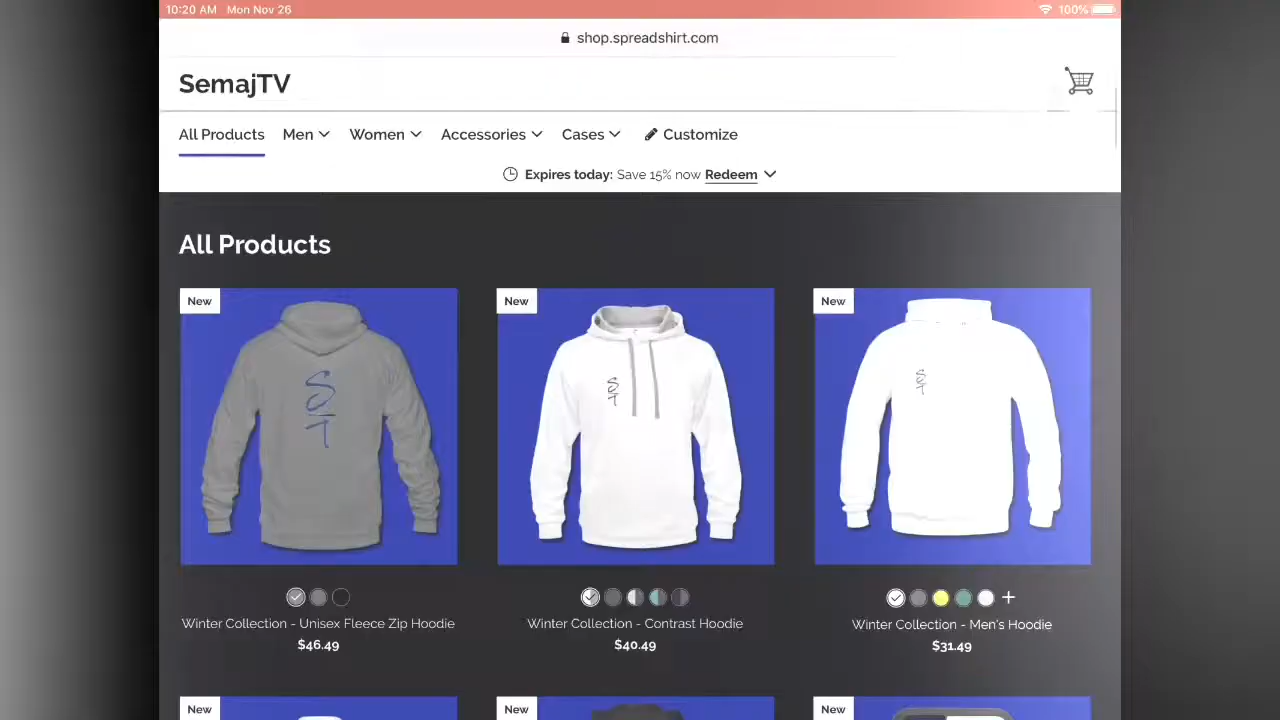 10:20 AM Mon Nov 26 100%
shop.spreadshirt.com
SemajTV
All Products Men Women Accessories Cases Customize
Expires today: Save 15% now Redeem
All Products
New New New
S T S T S T
Winter Collection - Unisex Fleece Zip Hoodie Winter Collection - Contrast Hoodie Winter Collection - Men's Hoodie
$46.49 $40.49 $31.49
New New New